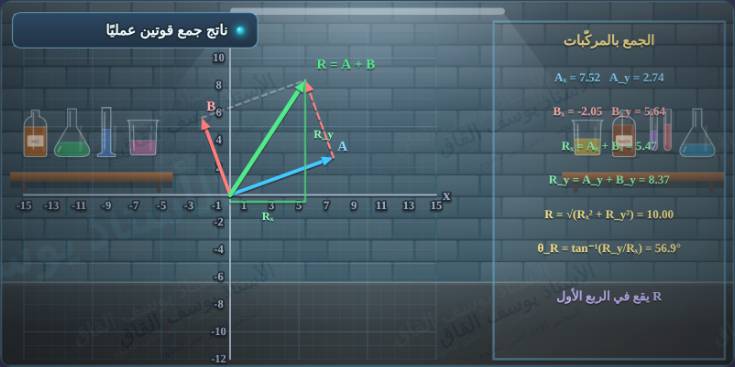 ناتج جمع قوتين عمليًا
R = A + B
B
R_y
A
Rₓ
X
10
8
6
4
2
-2
-4
-6
-8
-10
-12
-15 -13 -11 -9 -7 -5 -3 -1 1 3 5 7 9 11 13 15
الجمع بالمركّبات
Aₓ = 7.52 A_y = 2.74
Bₓ = -2.05 B_y = 5.64
Rₓ = Aₓ + Bₓ = 5.47
R_y = A_y + B_y = 8.37
R = √(Rₓ² + R_y²) = 10.00
θ_R = tan⁻¹(R_y/Rₓ) = 56.9°
R يقع في الربع الأول
الأستاذ يوسف القاق